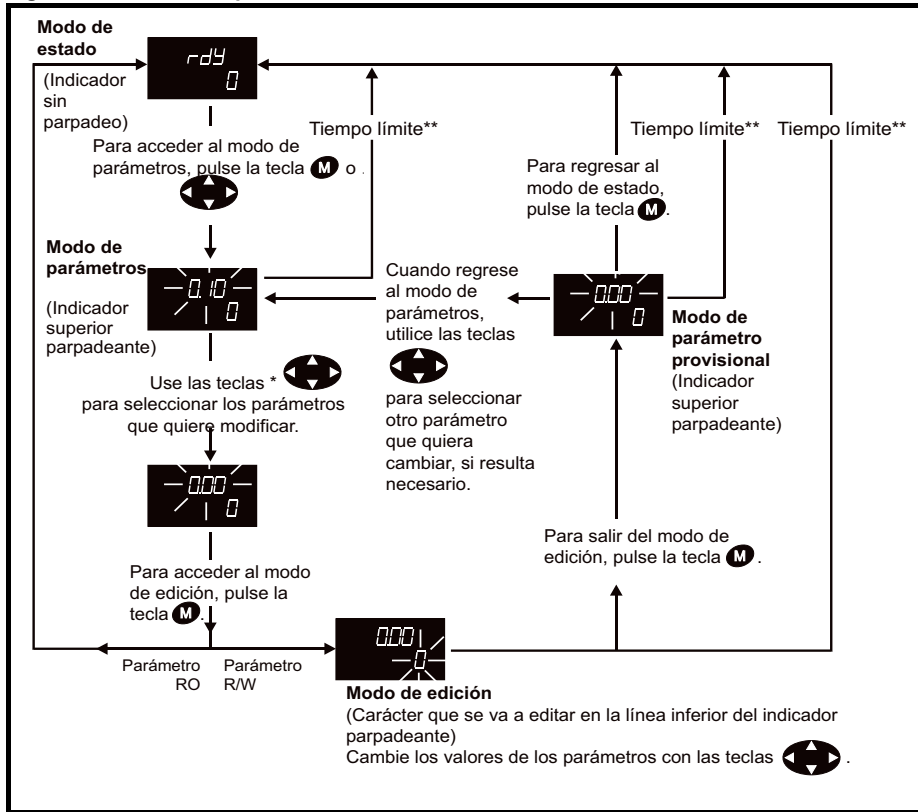 Modo de
estado
(Indicador
sin
parpadeo)
rdY
0
Para acceder al modo de
parámetros, pulse la tecla M o .
Tiempo límite**
Tiempo límite**
Tiempo límite**
Para regresar al
modo de estado,
pulse la tecla M.
Modo de
parámetros
(Indicador
superior
parpadeante)
0.10
0
Cuando regrese
al modo de
parámetros,
utilice las teclas
para seleccionar
otro parámetro
que quiera
cambiar, si resulta
necesario.
0.00
0
Modo de
parámetro
provisional
(Indicador
superior
parpadeante)
Use las teclas *
para seleccionar los parámetros
que quiere modificar.
0.00
0
Para acceder al modo
de edición, pulse la
tecla M.
Para salir del modo de
edición, pulse la tecla M .
Parámetro
RO
Parámetro
R/W
0.00
0
Modo de edición
(Carácter que se va a editar en la línea inferior del indicador
parpadeante)
Cambie los valores de los parámetros con las teclas .